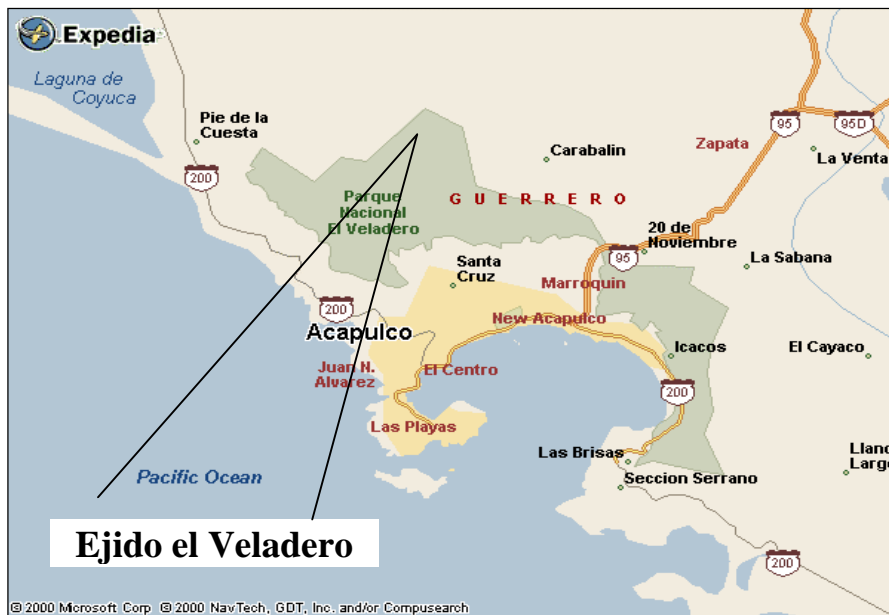 Expedia
Laguna de
Coyuca
Pie de la
Cuesta
200
Parque
Nacional
El Veladero
Carabalin
GUERRERO
Zapata
95
95D
La Venta
20 de
Noviembre
95
La Sabana
Santa
Cruz
Marroquin
200
Acapulco
New Acapulco
Juan N.
Alvarez
El Centro
Icacos
El Cayaco
200
Las Playas
Las Brisas
Seccion Serrano
Llano
Largo
Pacific Ocean
Ejido el Veladero
200
© 2000 Microsoft Corp © 2000 NavTech, GDT, Inc. and/or Compusearch